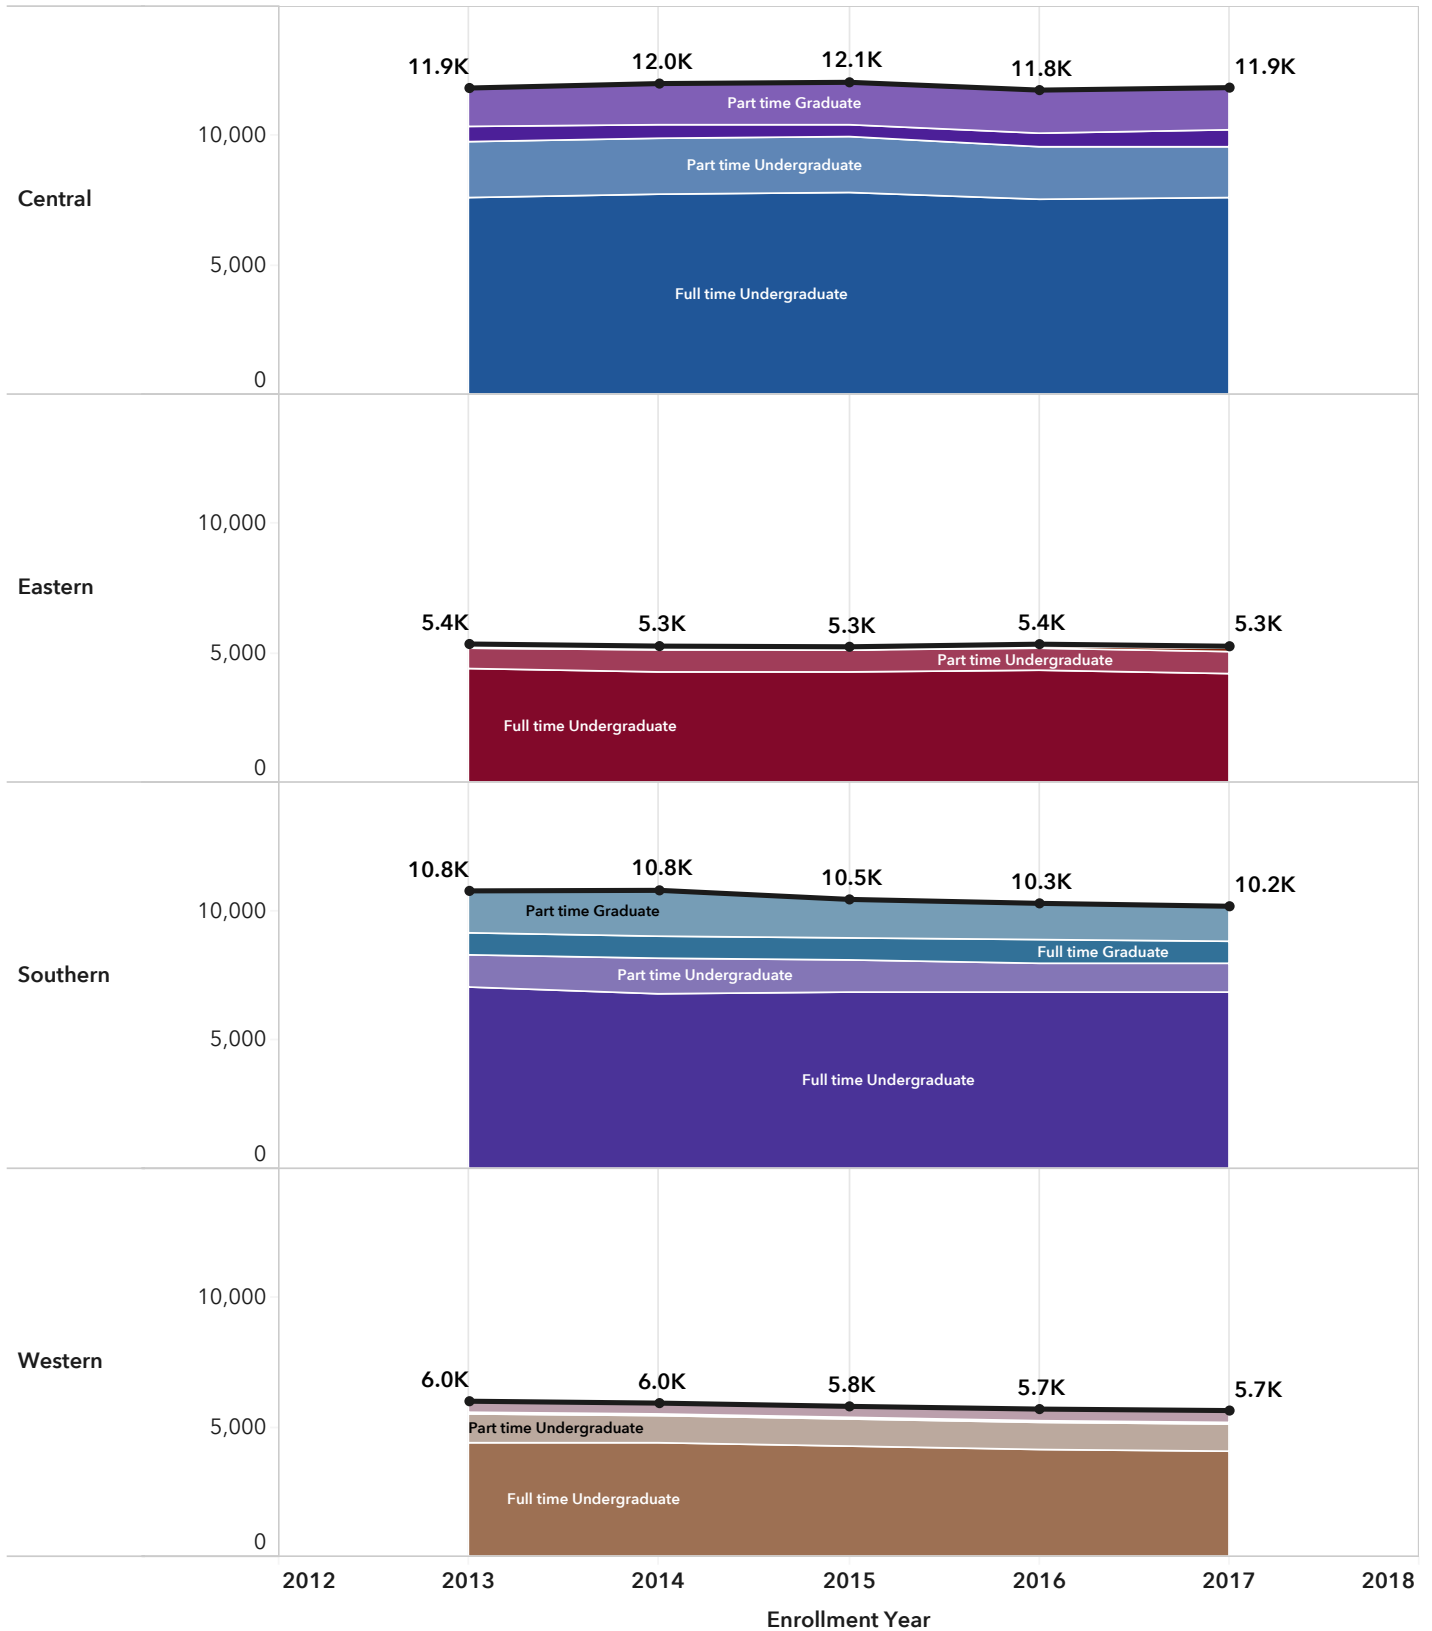 11.9K
12.0K
12.1K
11.8K
11.9K
Part time Graduate
10,000
Part time Undergraduate
Central
5,000
Full time Undergraduate
0
10,000
Eastern
5.4K
5.3K
5.3K
5.4K
5.3K
5,000
Part time Undergraduate
Full time Undergraduate
0
10.8K
10.8K
10.5K
10.3K
10.2K
10,000
Part time Graduate
Full time Graduate
Southern
Part time Undergraduate
5,000
Full time Undergraduate
0
10,000
Western
6.0K
6.0K
5.8K
5.7K
5.7K
5,000
Part time Undergraduate
Full time Undergraduate
0
2012 2013 2014 2015 2016 2017 2018
Enrollment Year